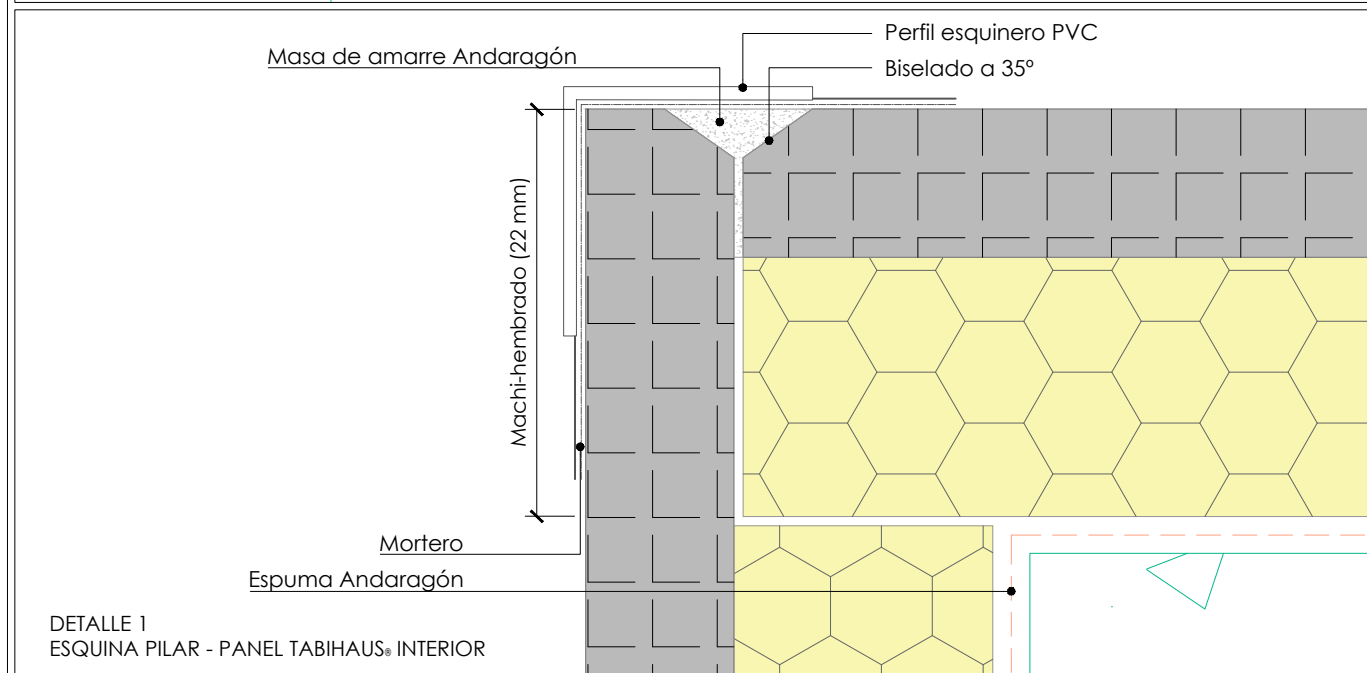 Perfil esquinero PVC
Masa de amarre Andaragón
Biselado a 35º
Machi-hembrado (22 mm)
Mortero
Espuma Andaragón
DETALLE 1
ESQUINA PILAR - PANEL TABIHAUS® INTERIOR